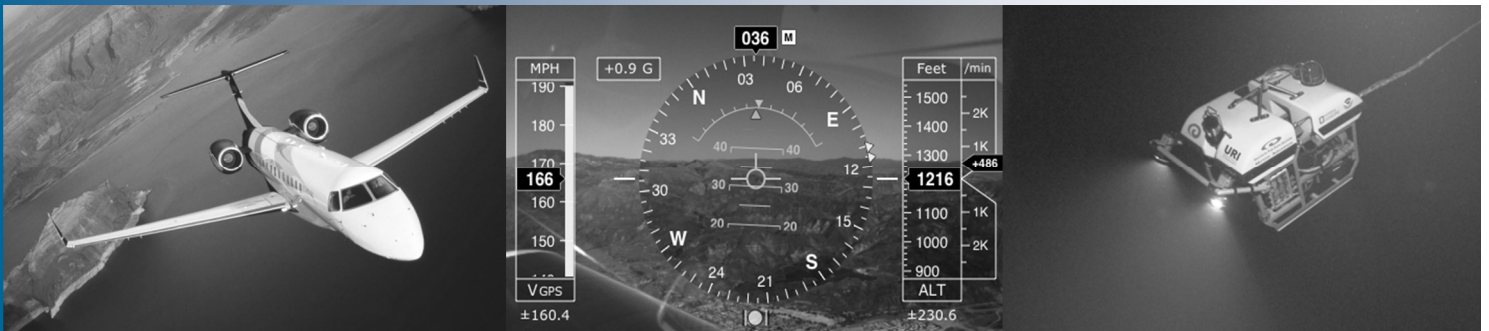 036 M
MPH
+0.9 G
190
180
170
166
160
150
140
VGPS
±160.4
03
06
N
E
33
12
30
15
W
S
24
21
40 40
30 30
20 20
Feet /min
1500
2K
1400
1K
1300
+486
1216
1100
1K
1000
2K
900
ALT
±230.6
URI